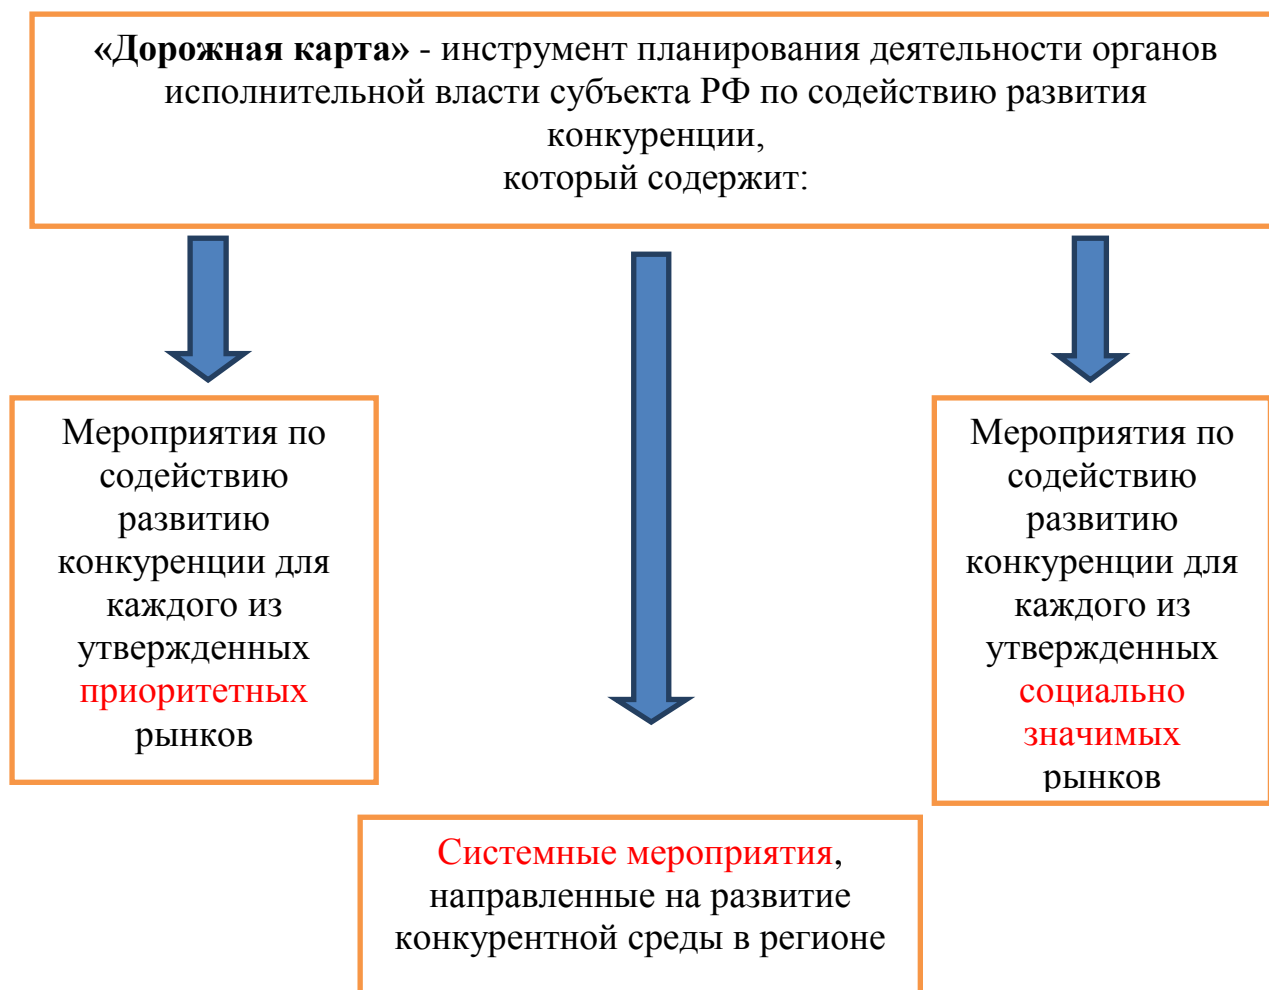 «Дорожная карта» - инструмент планирования деятельности органов
исполнительной власти субъекта РФ по содействию развития
конкуренции,
который содержит:
Мероприятия по
содействию
развитию
конкуренции для
каждого из
утвержденных
приоритетных
рынков
Мероприятия по
содействию
развитию
конкуренции для
каждого из
утвержденных
социально
значимых
рынков
Системные мероприятия,
направленные на развитие
конкурентной среды в регионе